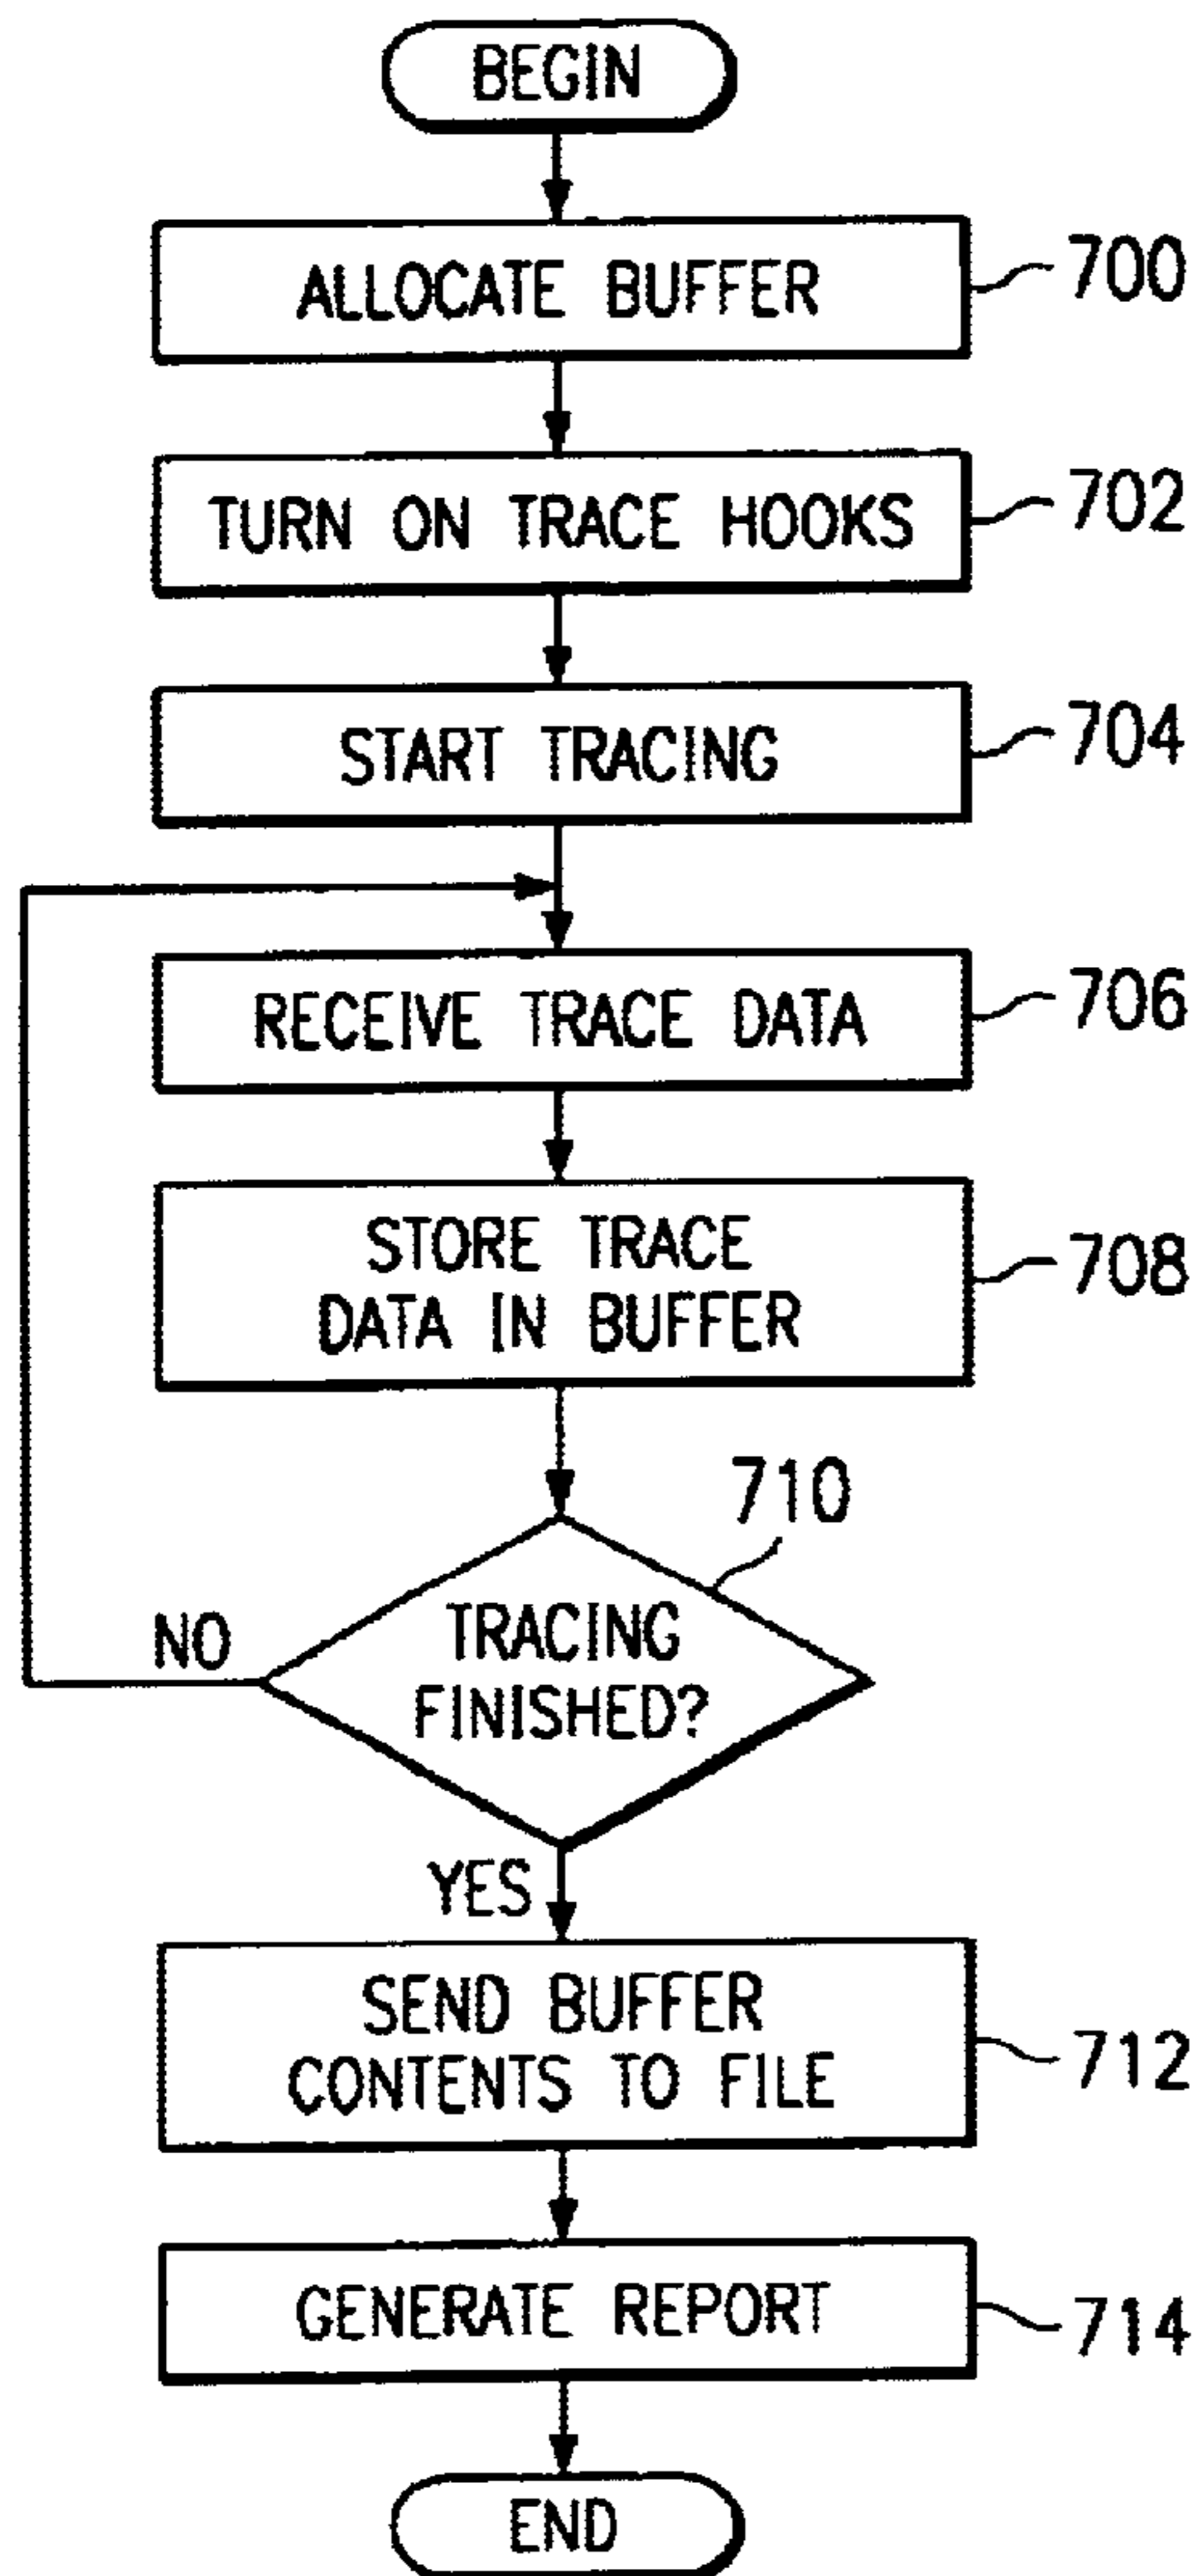 BEGIN
ALLOCATE BUFFER
700
TURN ON TRACE HOOKS
702
START TRACING
704
RECEIVE TRACE DATA
706
STORE TRACE
DATA IN BUFFER
708
710
TRACING
FINISHED?
NO
YES
SEND BUFFER
CONTENTS TO FILE
712
GENERATE REPORT
714
END